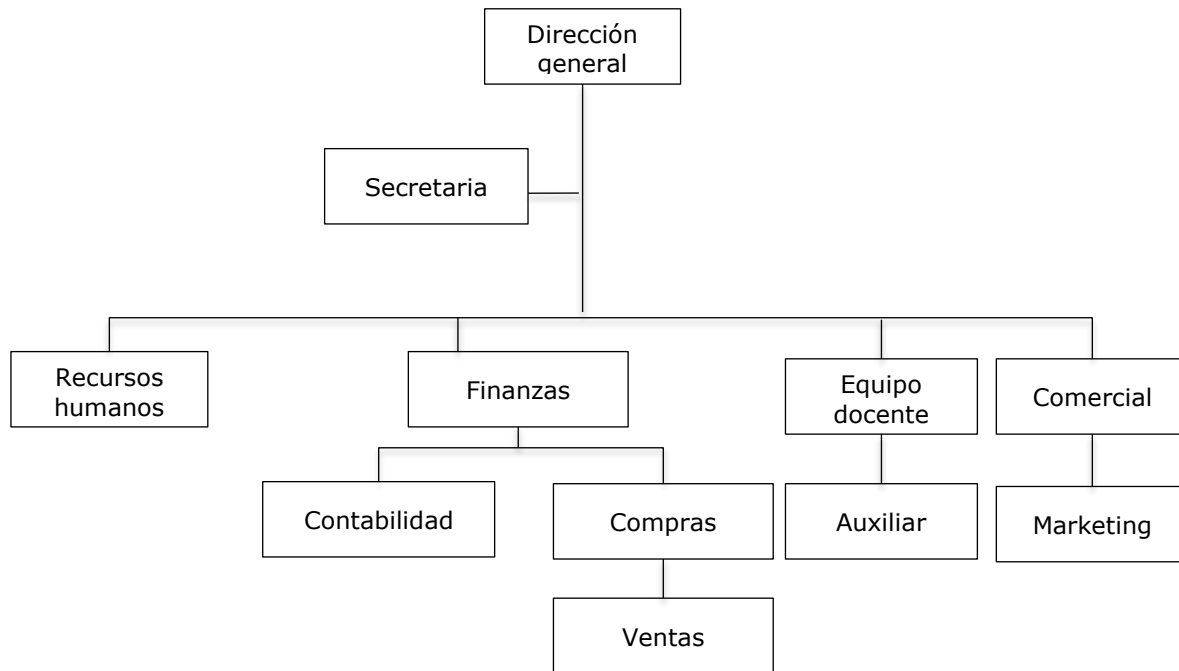 Dirección
general
Secretaria
Recursos
humanos
Finanzas
Equipo
docente
Comercial
Contabilidad
Compras
Auxiliar
Marketing
Ventas